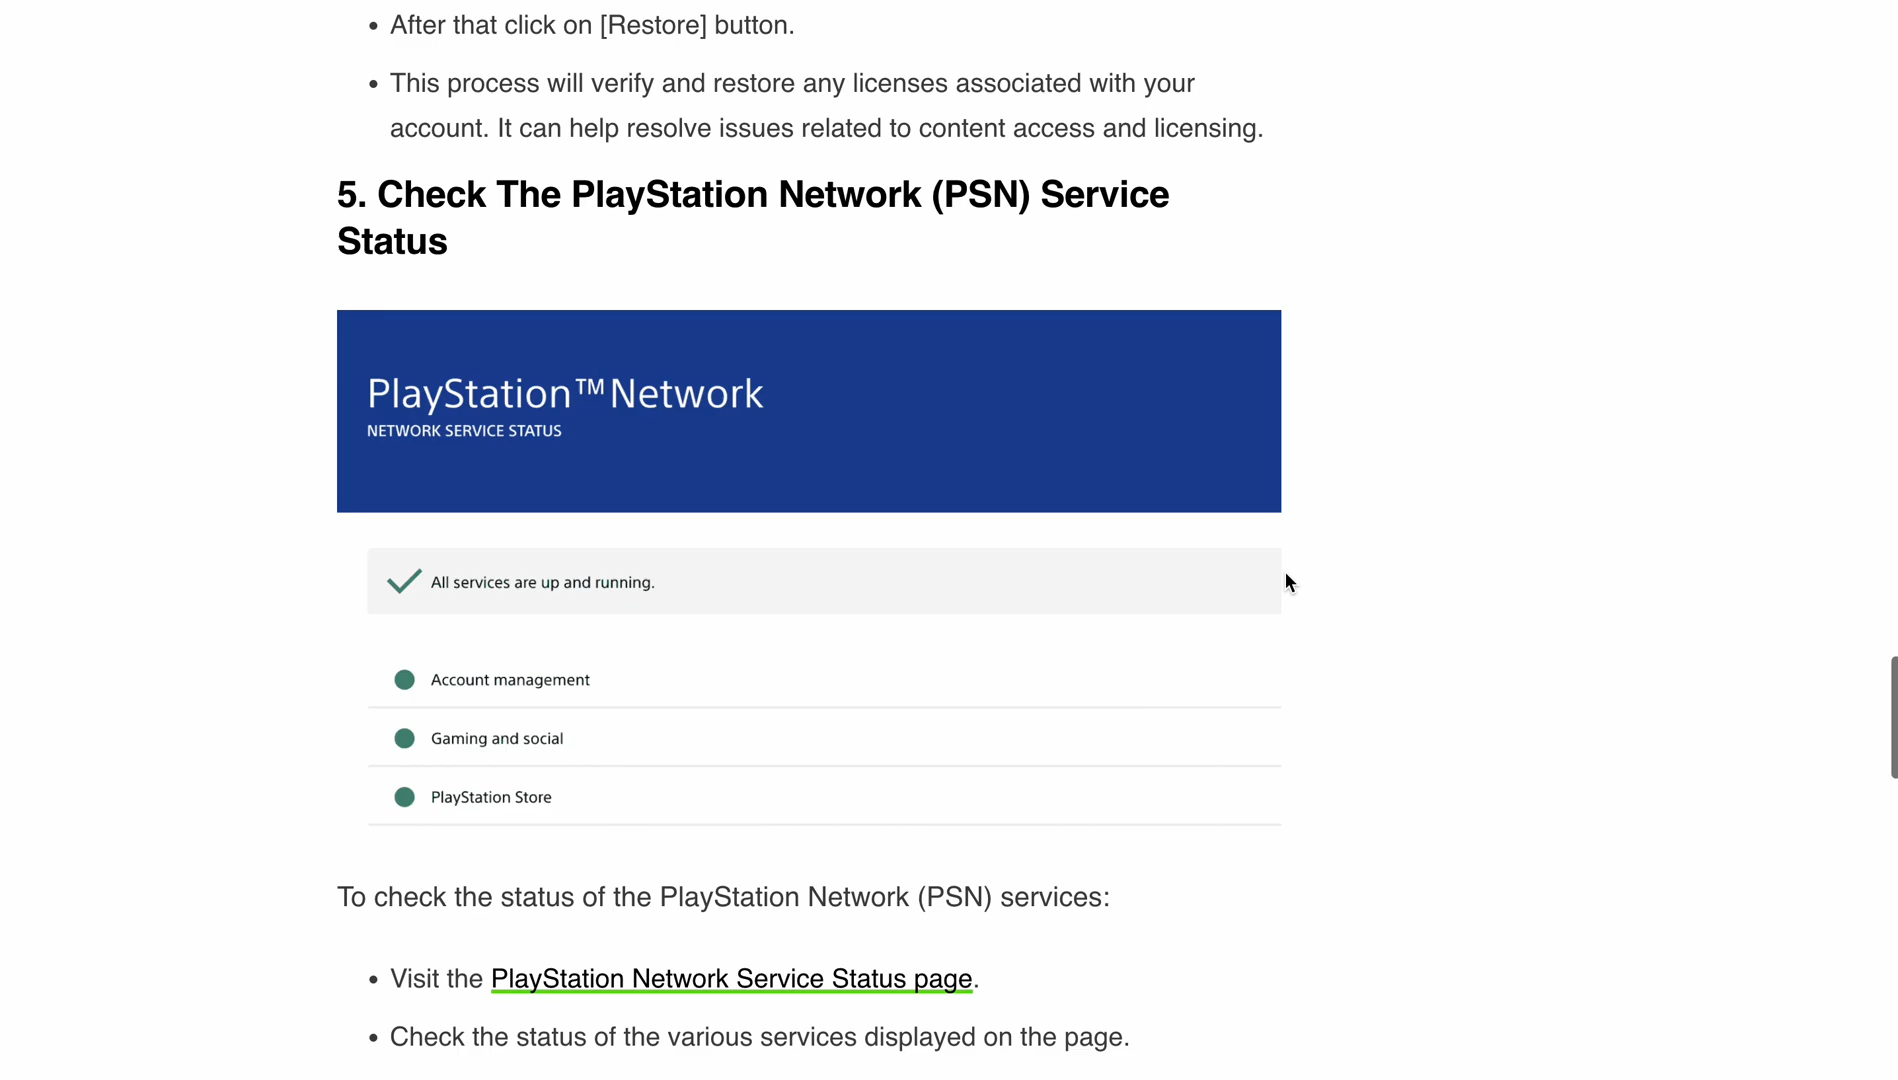 After that click on [Restore] button.
This process will verify and restore any licenses associated with your
account. It can help resolve issues related to content access and licensing.
5. Check The PlayStation Network (PSN) Service
Status
PlayStation™Network
NETWORK SERVICE STATUS
All services are up and running.
Account management
Gaming and social
PlayStation Store
To check the status of the PlayStation Network (PSN) services:
Visit the PlayStation Network Service Status page.
Check the status of the various services displayed on the page.